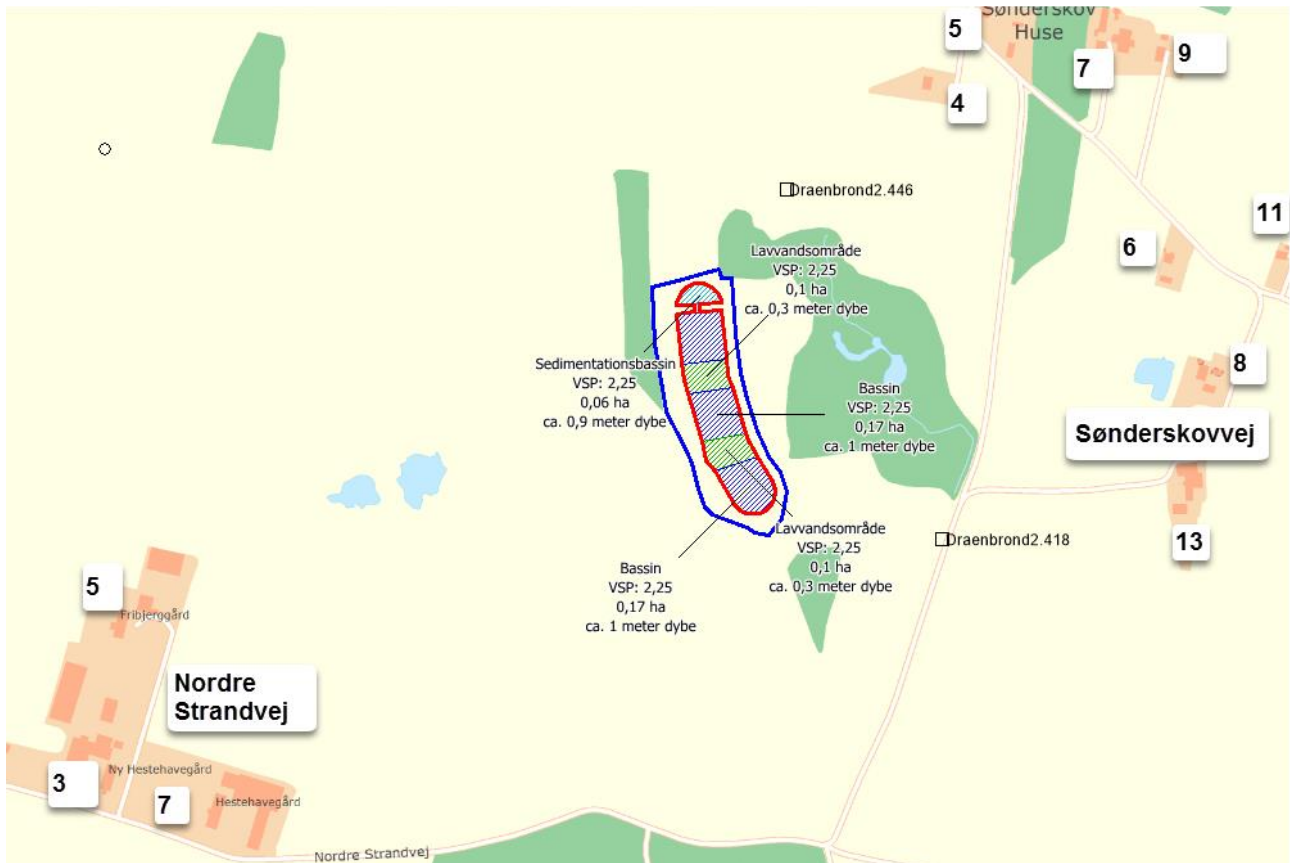 Sønderskov
Huse
5
7
9
4
Draenbrond2.446
11
6
Lavvandsområde
VSP: 2,25
0,1 ha
ca. 0,3 meter dybe
Sedimentationsbassin
VSP: 2,25
0,06 ha
ca. 0,9 meter dybe
Bassin
VSP: 2,25
0,17 ha
ca. 1 meter dybe
8
Sønderskovvej
Lavvandsområde
VSP: 2,25
0,1 ha
ca. 0,3 meter dybe
Draenbrond2.418
13
Bassin
VSP: 2,25
0,17 ha
ca. 1 meter dybe
5
Fribjerggård
Nordre
Strandvej
3
Ny Hestehavegård
7
Hestehavegård
Nordre Strandvej